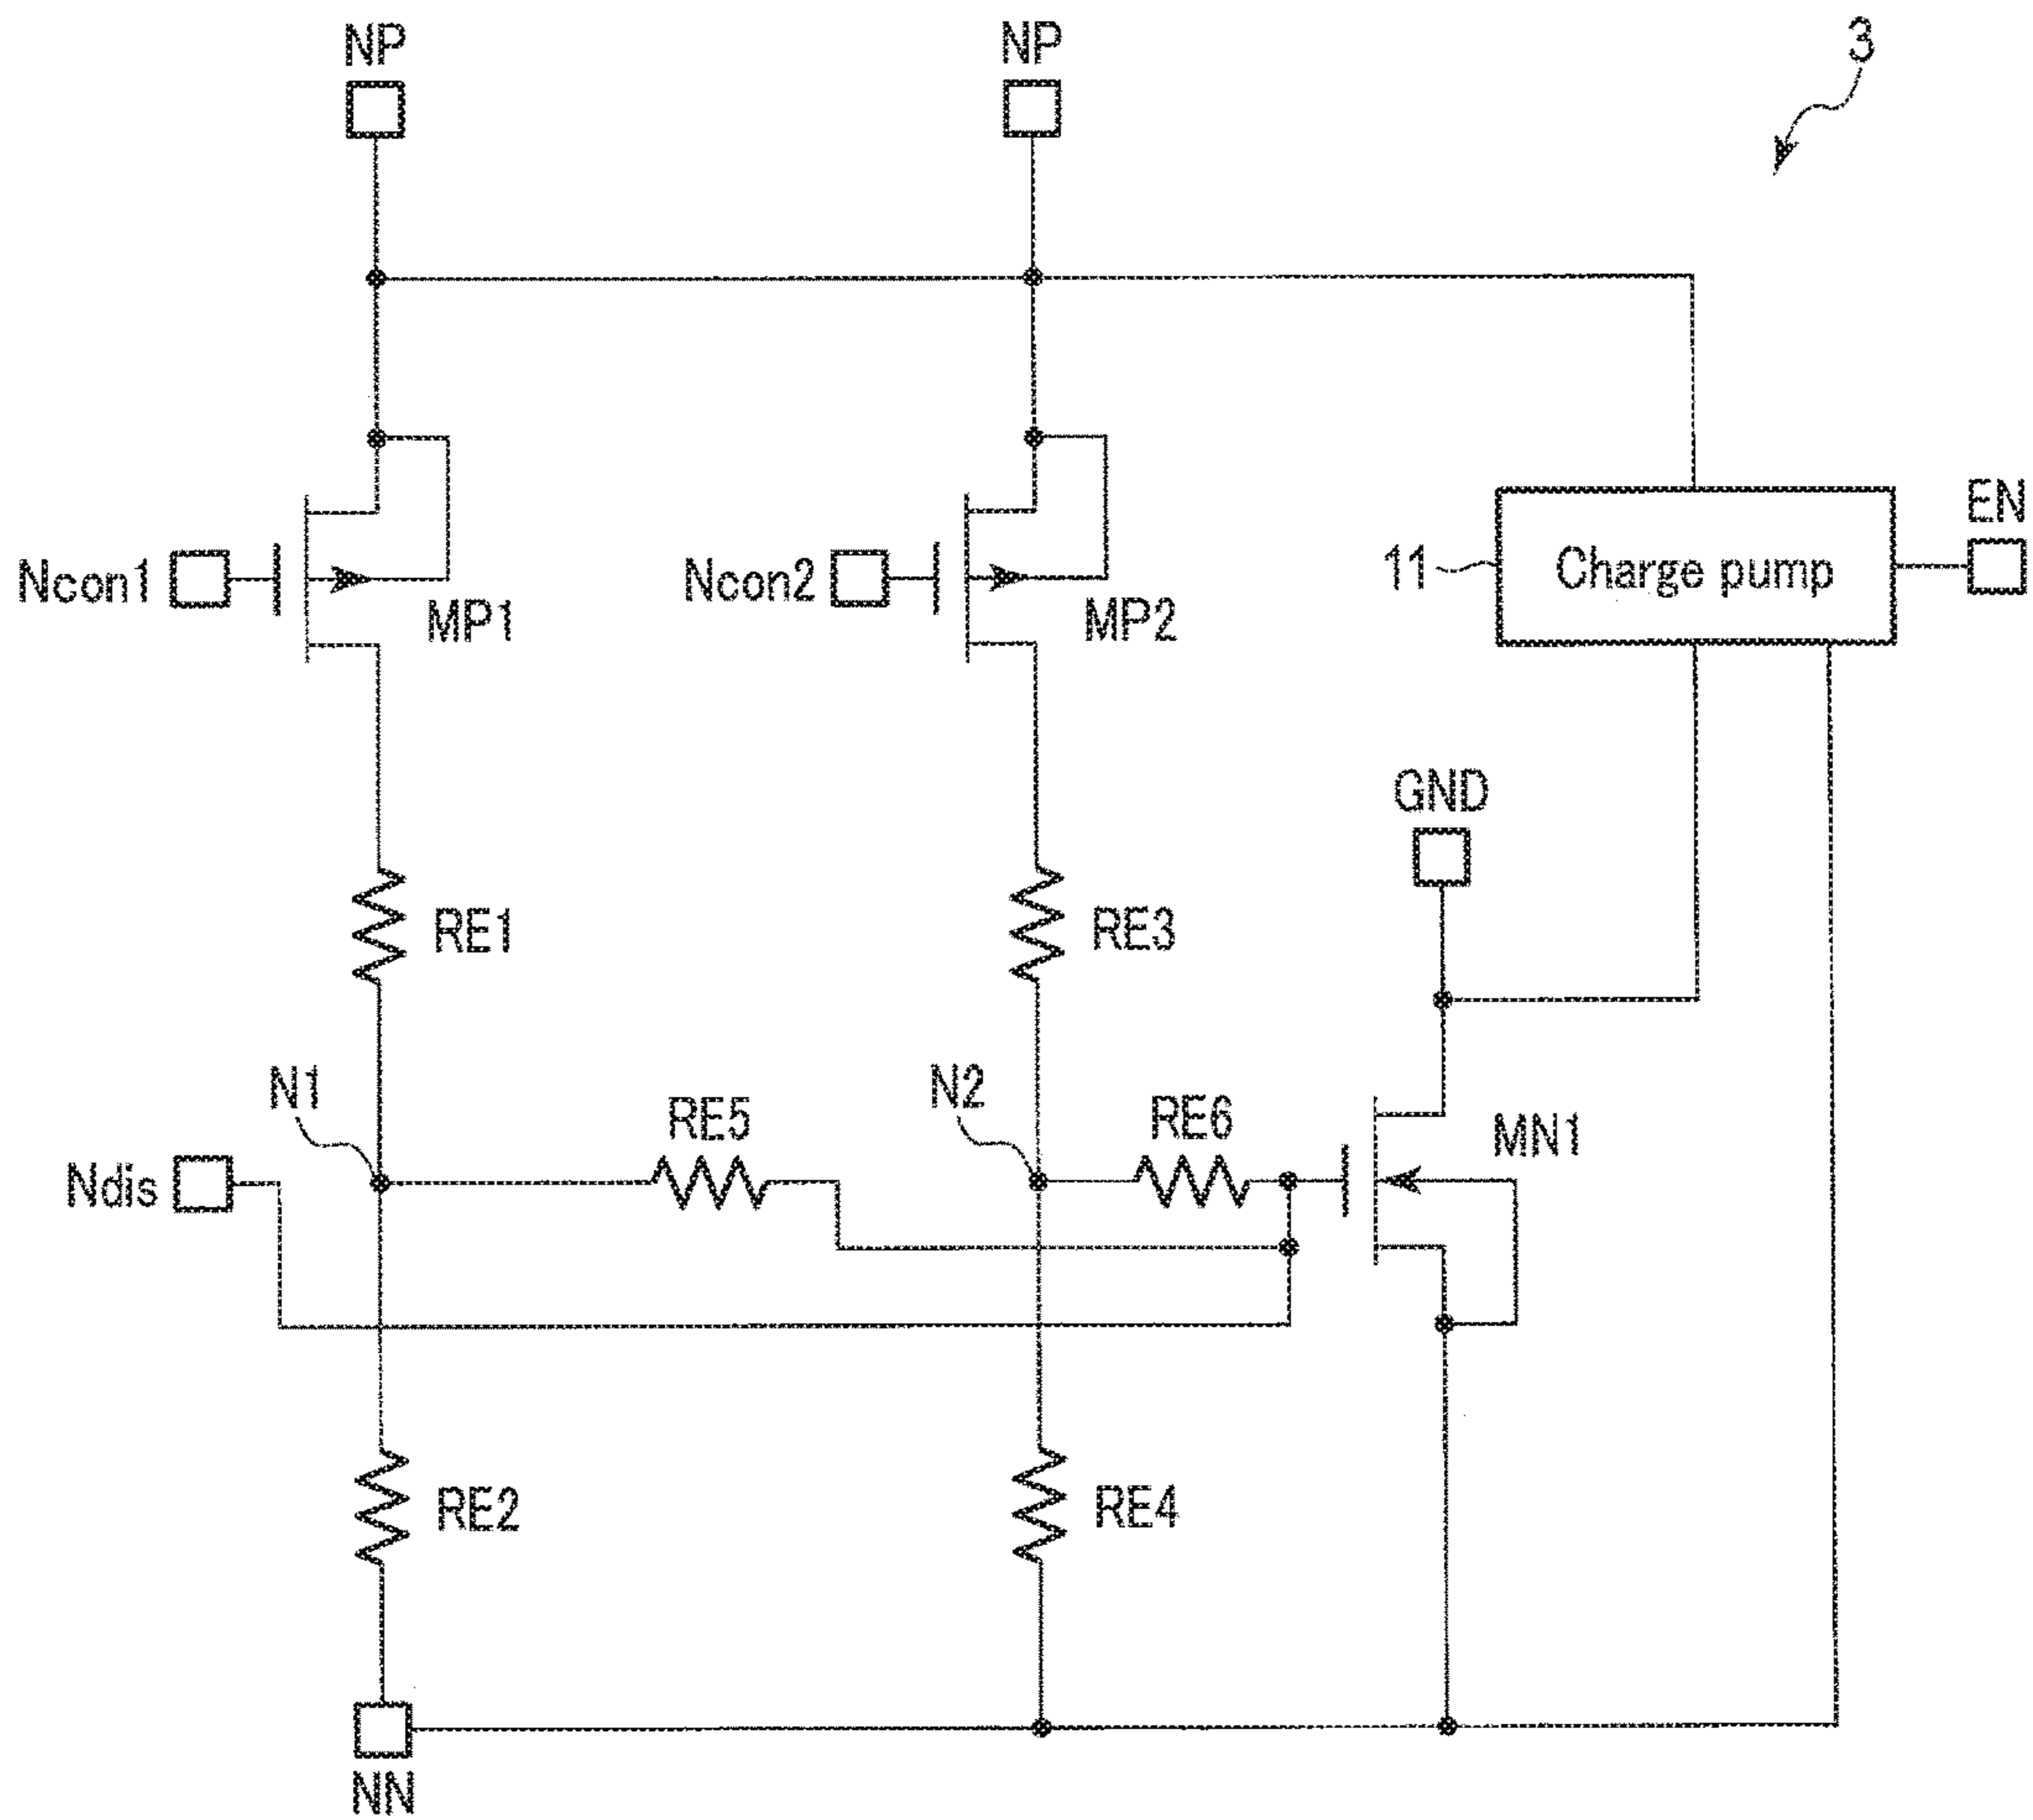 NP
NP
3
Ncon1
MP1
Ncon2
MP2
11
Charge pump
EN
GND
RE1
RE3
N1
RE5
N2
RE6
MN1
Ndis
RE2
RE4
NN